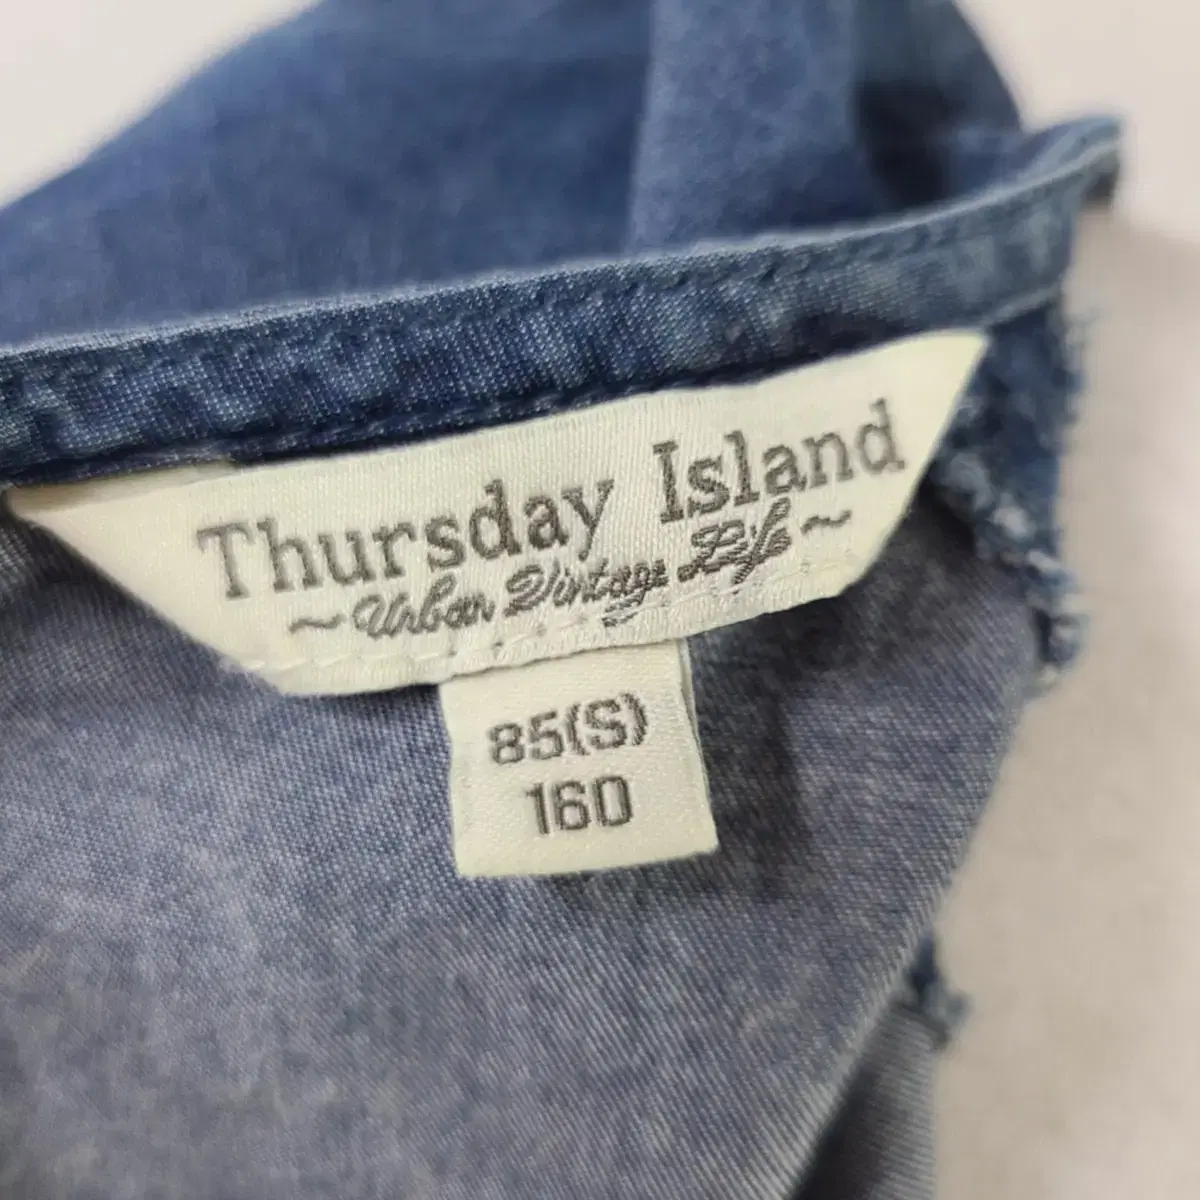 Thursday Island
~Urban Vintage Life~
85(S)
160